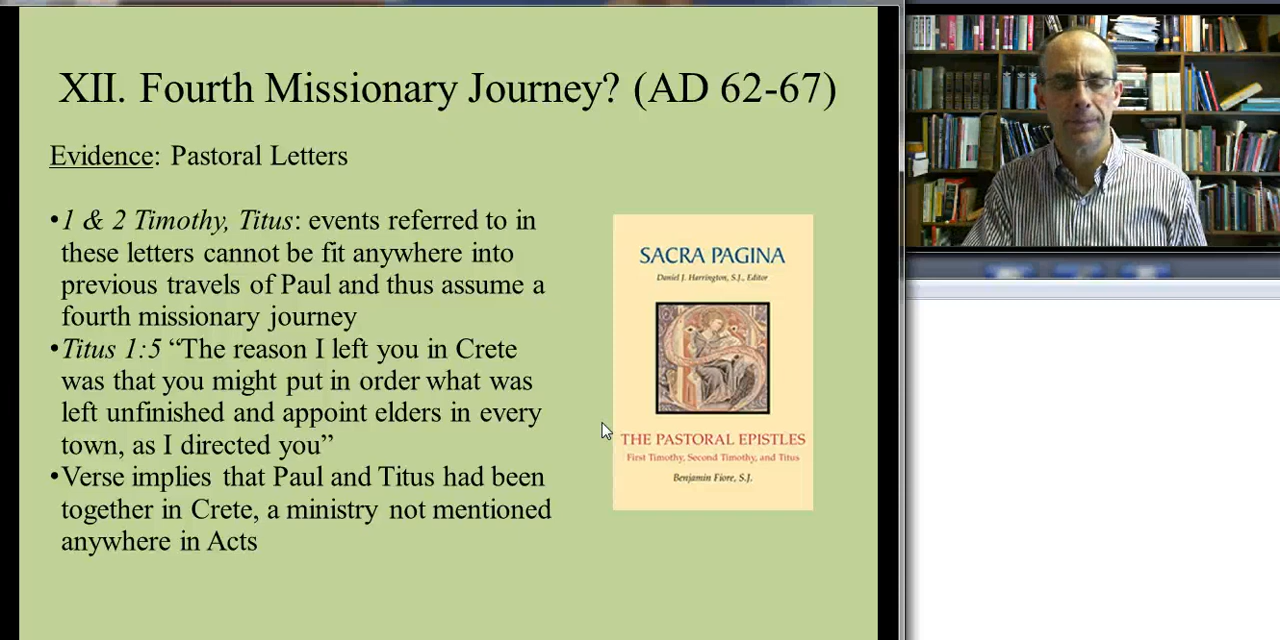 XII. Fourth Missionary Journey? (AD 62-67)
Evidence: Pastoral Letters
•1 & 2 Timothy, Titus: events referred to in
these letters cannot be fit anywhere into
previous travels of Paul and thus assume a
fourth missionary journey
•Titus 1:5 “The reason I left you in Crete
was that you might put in order what was
left unfinished and appoint elders in every
town, as I directed you”
•Verse implies that Paul and Titus had been
together in Crete, a ministry not mentioned
anywhere in Acts
SACRA PAGINA
Daniel J. Harrington, S.J., Editor
THE PASTORAL EPISTLES
First Timothy, Second Timothy, and Titus
Benjamin Fiore, S.J.